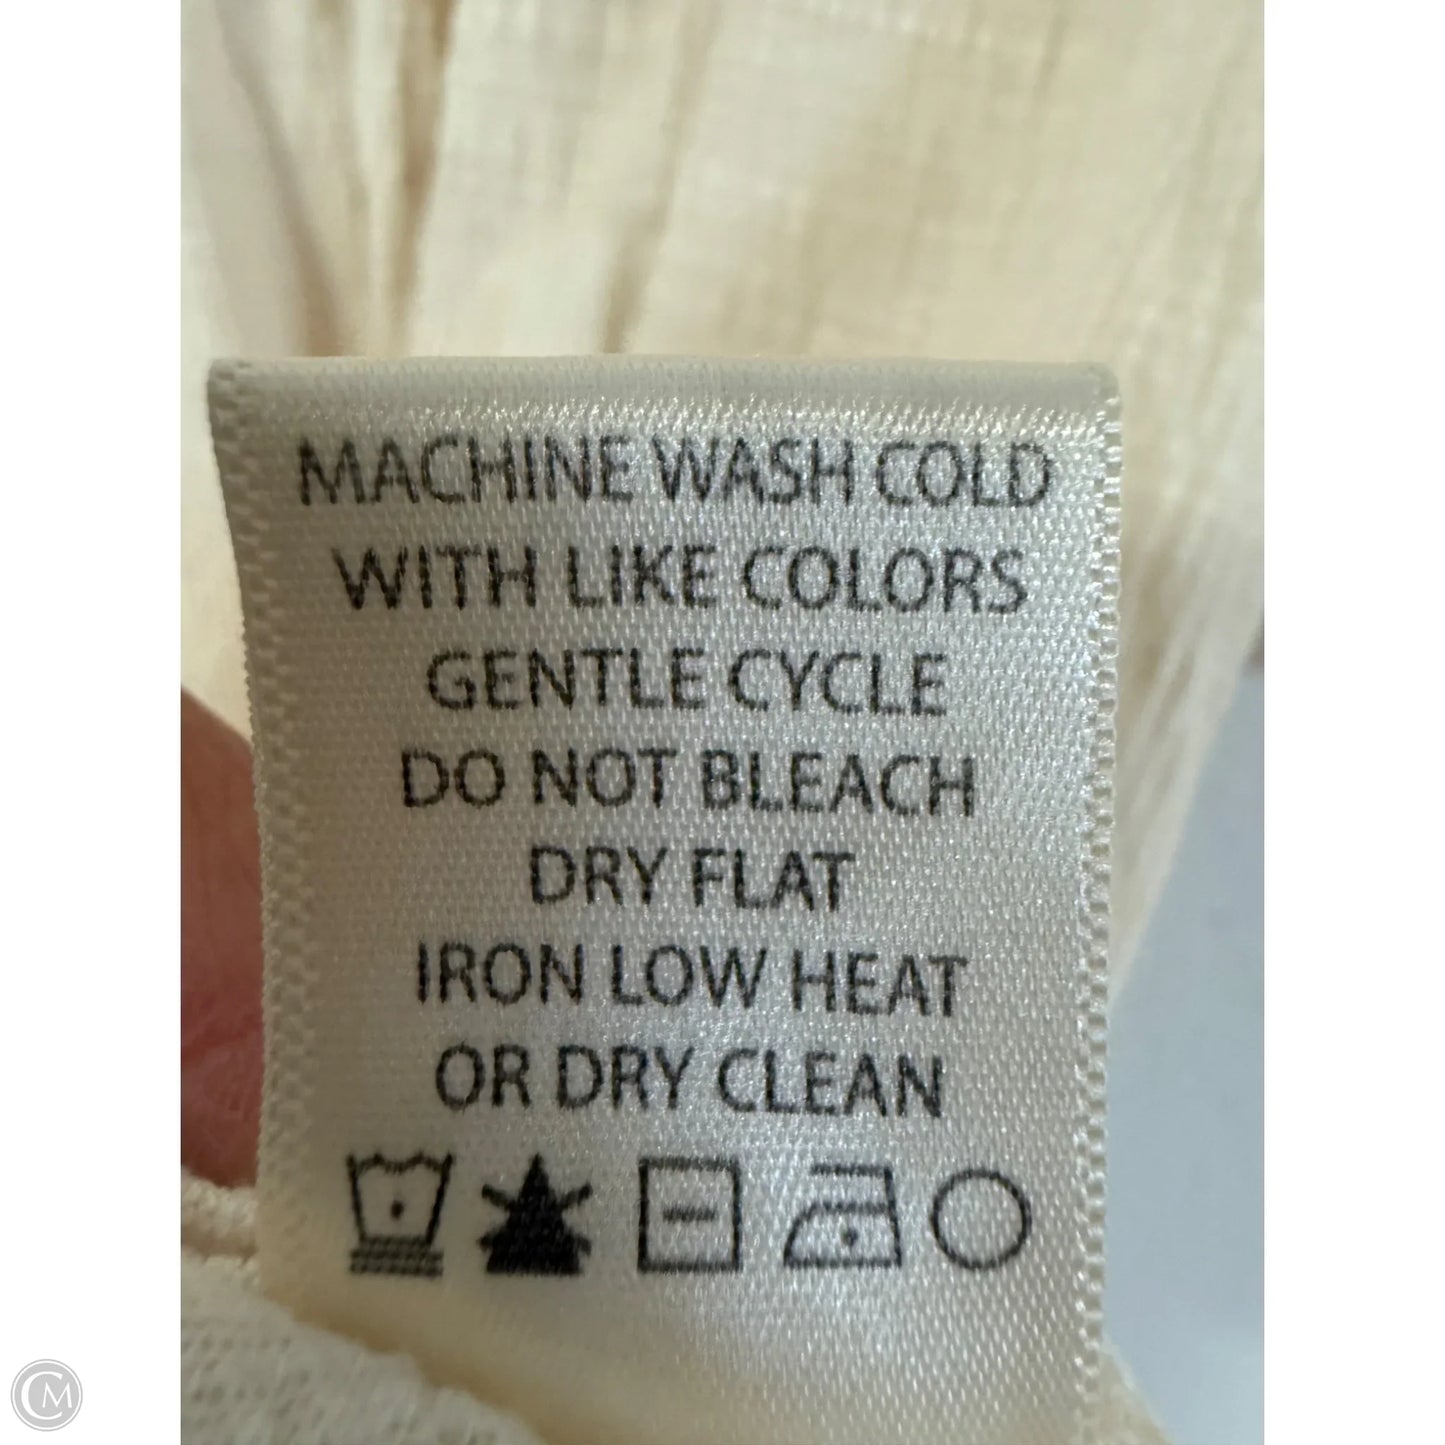 MACHINE WASH COLD
WITH LIKE COLORS
GENTLE CYCLE
DO NOT BLEACH
DRY FLAT
IRON LOW HEAT
OR DRY CLEAN
CM